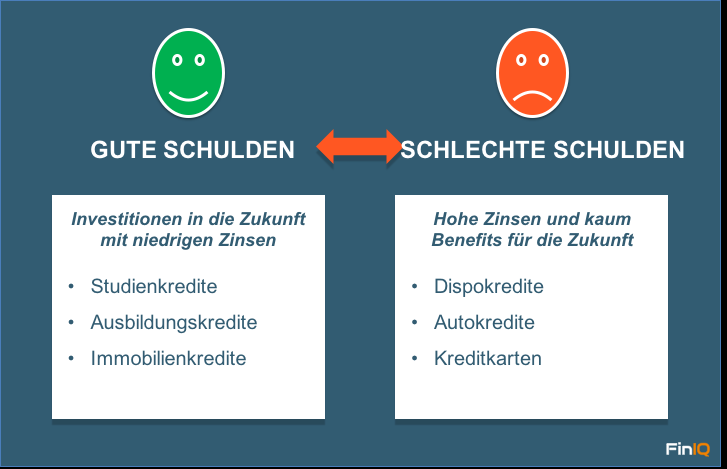 GUTE SCHULDEN
SCHLECHTE SCHULDEN
Investitionen in die Zukunft
mit niedrigen Zinsen
• Studienkredite
• Ausbildungskredite
• Immobilienkredite
Hohe Zinsen und kaum
Benefits für die Zukunft
• Dispokredite
• Autokredite
• Kreditkarten
FinIQ